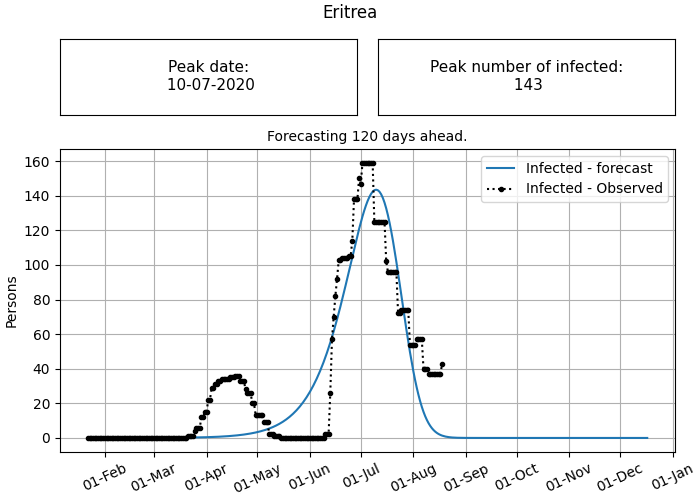 Eritrea
Peak date:
10-07-2020
Peak number of infected:
143
Forecasting 120 days ahead.
Infected - forecast
Infected - Observed
Persons
160
140
120
100
80
60
40
20
0
01-Feb
01-Mar
01-Apr
01-May
01-Jun
01-Jul
01-Aug
01-Sep
01-Oct
01-Nov
01-Dec
01-Jan